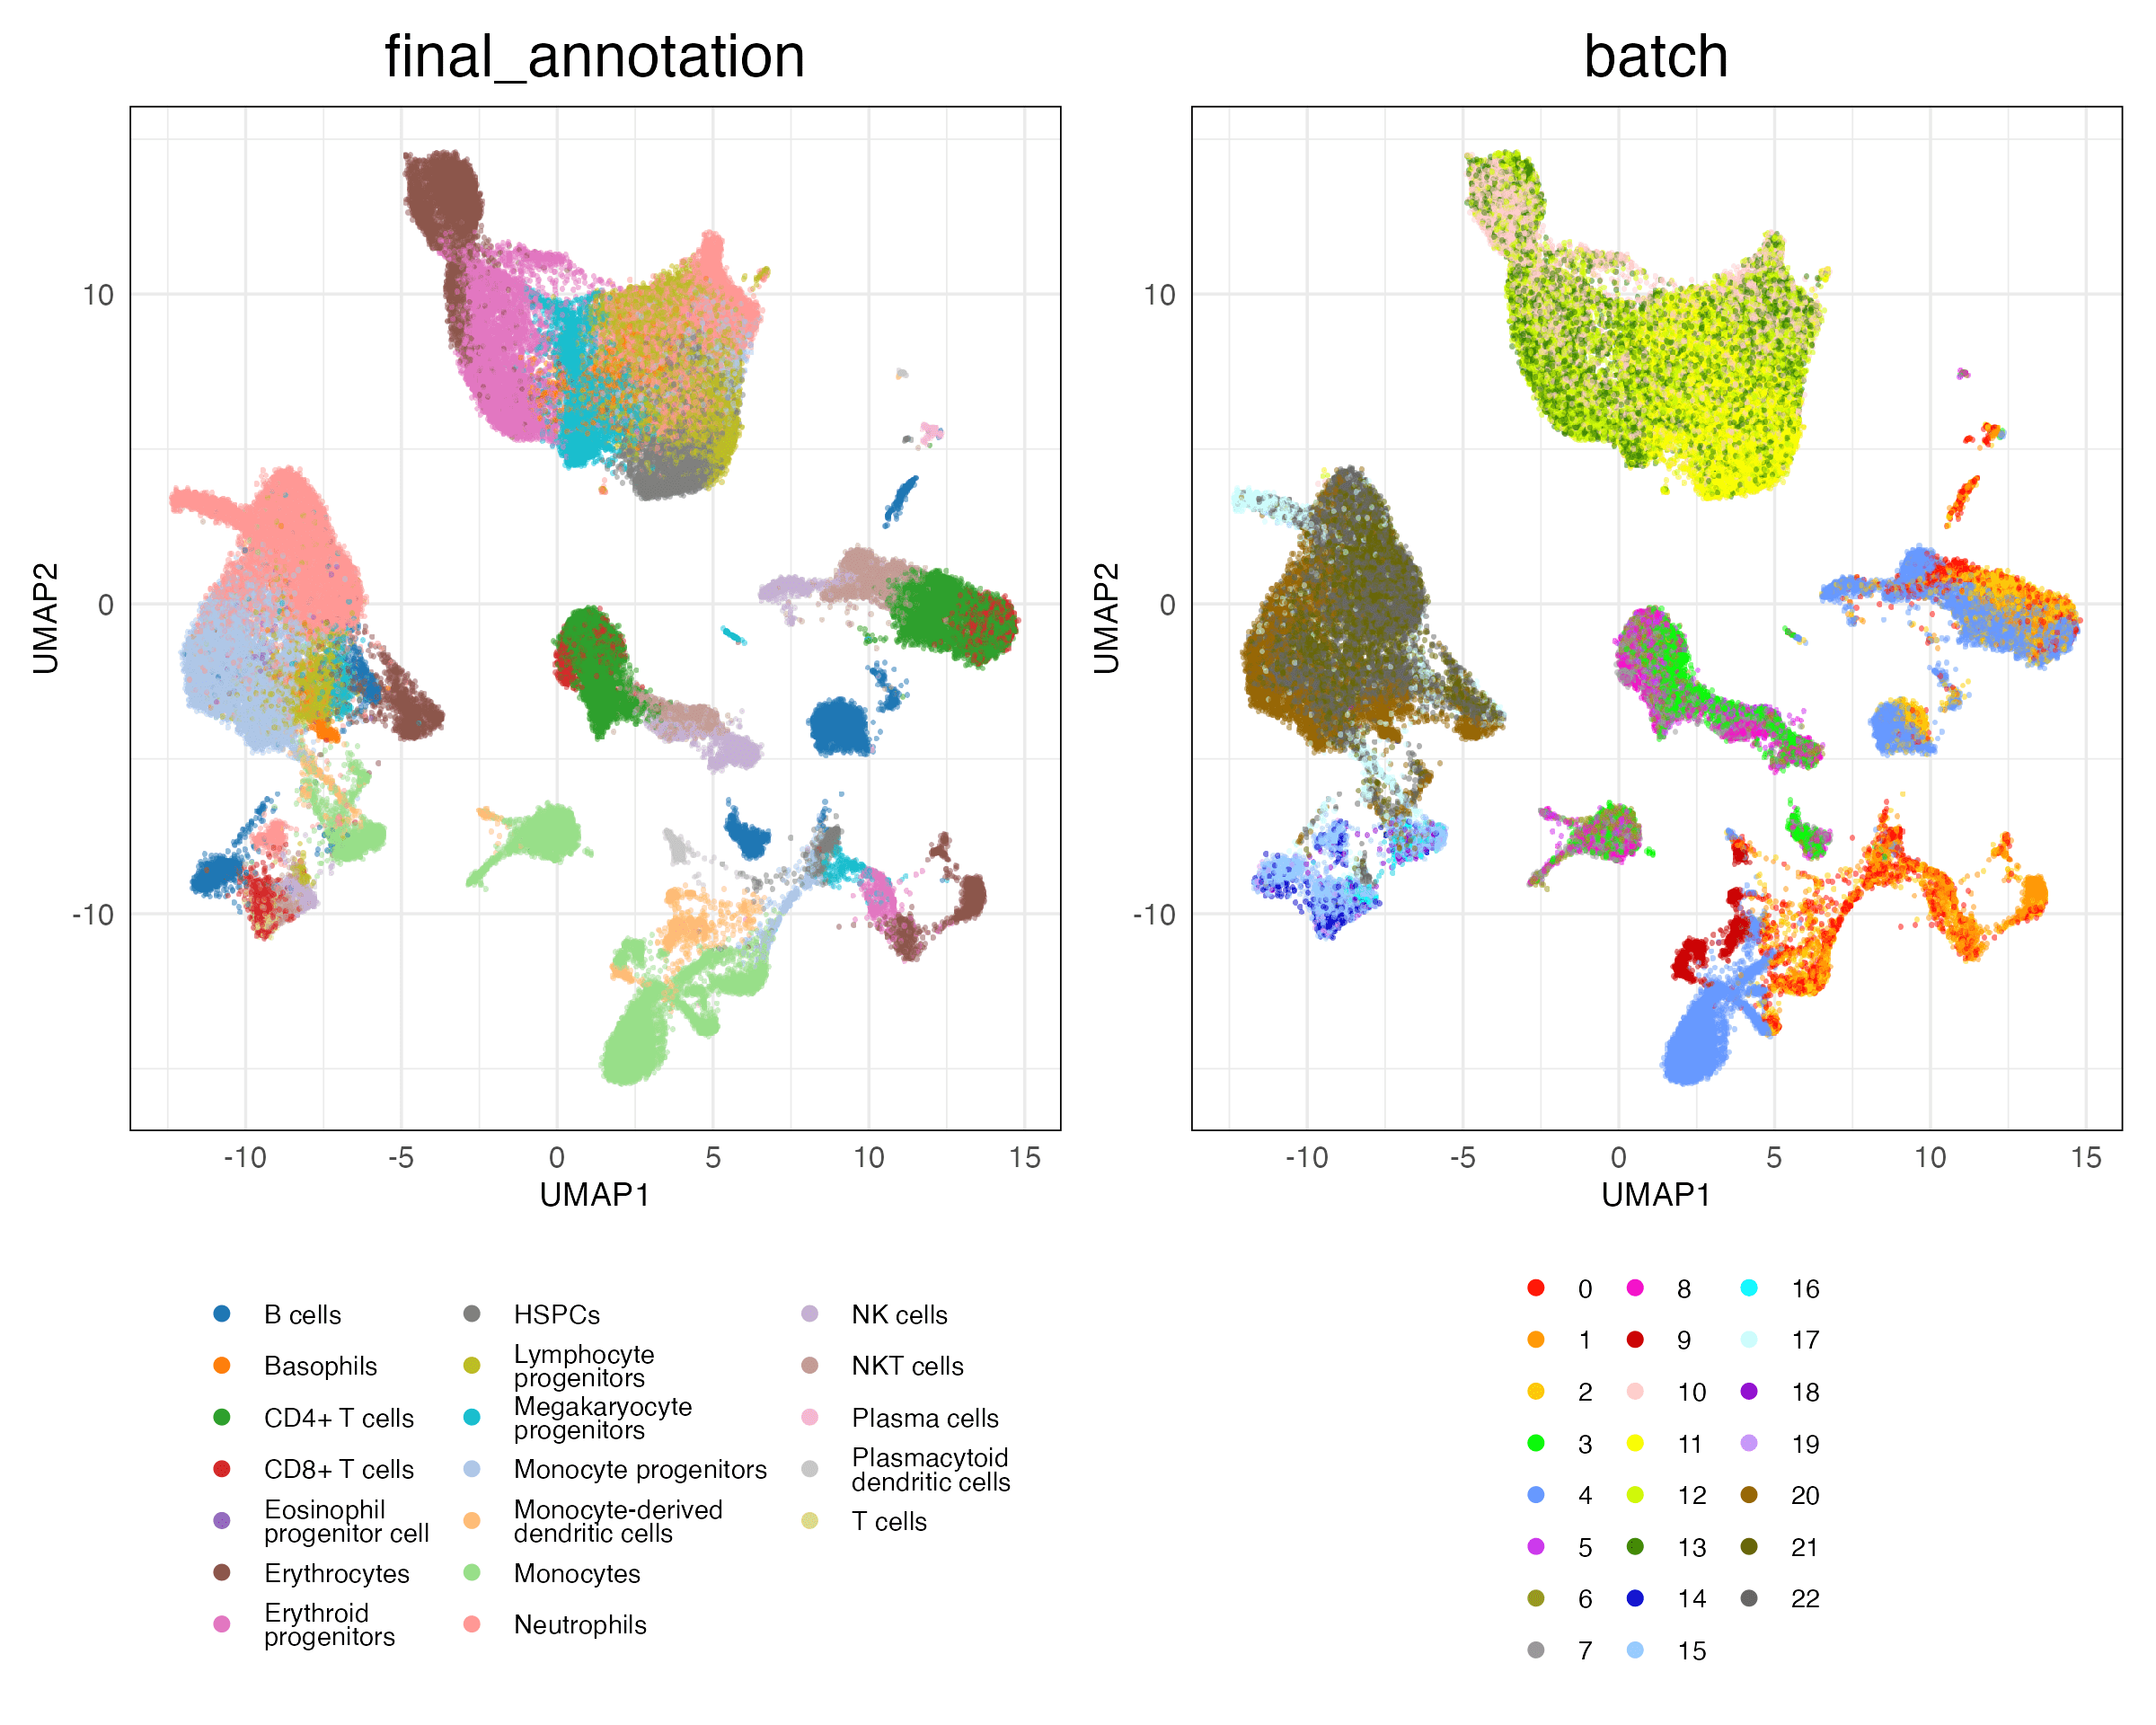 final_annotation
batch
UMAP2
10
0
-10
-10
-5
0
5
10
15
UMAP1
UMAP2
10
0
-10
-10
-5
0
5
10
15
UMAP1
B cells
Basophils
CD4+ T cells
CD8+ T cells
Eosinophil
progenitor cell
Erythrocytes
Erythroid
progenitors
HSPCs
Lymphocyte
progenitors
Megakaryocyte
progenitors
Monocyte progenitors
Monocyte-derived
dendritic cells
Monocytes
Neutrophils
NK cells
NKT cells
Plasma cells
Plasmacytoid
dendritic cells
T cells
0
1
2
3
4
5
6
7
8
9
10
11
12
13
14
15
16
17
18
19
20
21
22